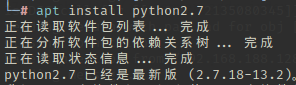 # apt install python2.7
正在读取软件包列表... 完成
正在分析软件包的依赖关系树... 完成
正在读取状态信息... 完成
python2.7 已经是最新版 (2.7.18-13.2)。